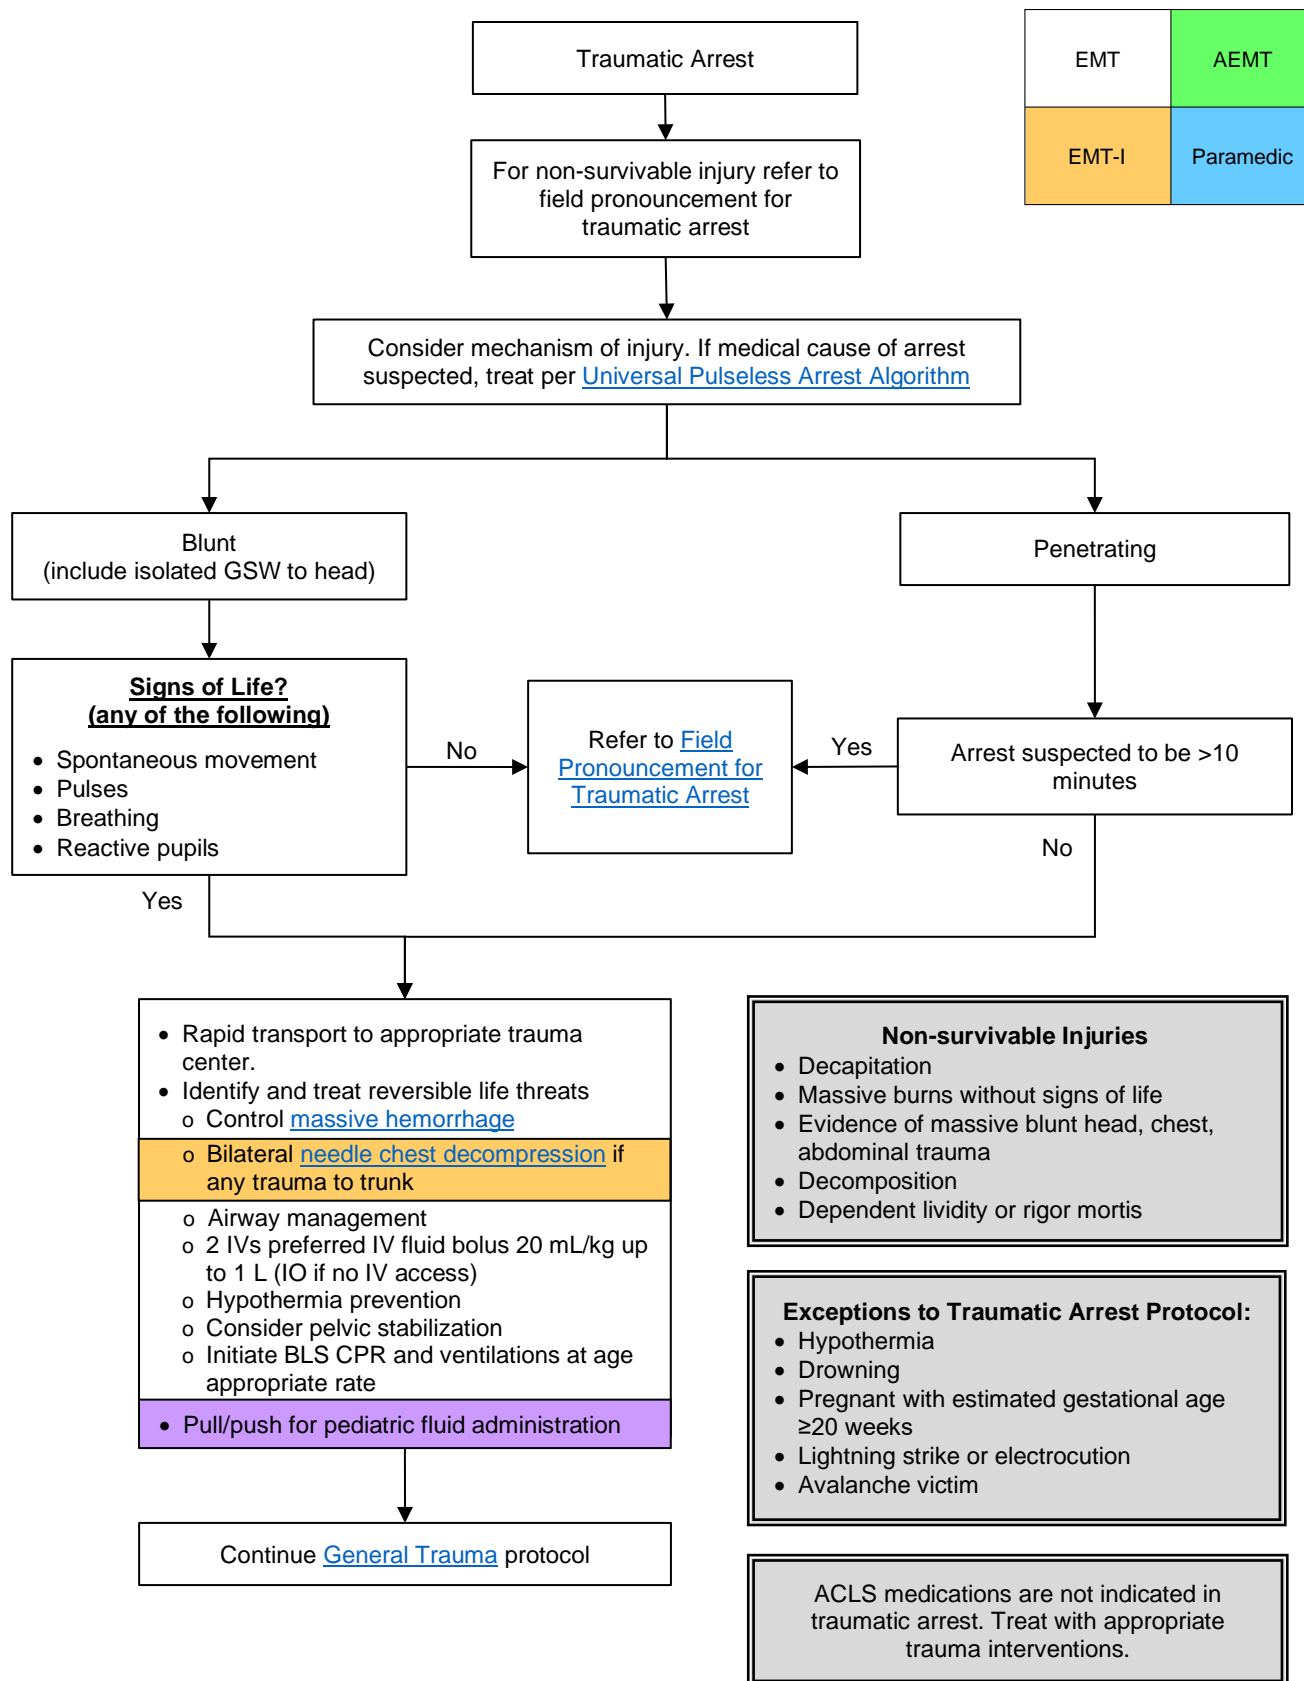 Traumatic Arrest
EMT
AEMT
EMT-I
Paramedic
For non-survivable injury refer to
field pronouncement for
traumatic arrest
Consider mechanism of injury. If medical cause of arrest
suspected, treat per Universal Pulseless Arrest Algorithm
Blunt
(include isolated GSW to head)
Penetrating
Signs of Life?
(any of the following)
• Spontaneous movement
• Pulses
• Breathing
• Reactive pupils
No
Refer to Field
Pronouncement for
Traumatic Arrest
Yes
Arrest suspected to be >10
minutes
Yes
No
• Rapid transport to appropriate trauma
center.
• Identify and treat reversible life threats
o Control massive hemorrhage
o Bilateral needle chest decompression if
any trauma to trunk
o Airway management
o 2 IVs preferred IV fluid bolus 20 mL/kg up
to 1 L (IO if no IV access)
o Hypothermia prevention
o Consider pelvic stabilization
o Initiate BLS CPR and ventilations at age
appropriate rate
• Pull/push for pediatric fluid administration
Continue General Trauma protocol
Non-survivable Injuries
• Decapitation
• Massive burns without signs of life
• Evidence of massive blunt head, chest,
abdominal trauma
• Decomposition
• Dependent lividity or rigor mortis
Exceptions to Traumatic Arrest Protocol:
• Hypothermia
• Drowning
• Pregnant with estimated gestational age
≥20 weeks
• Lightning strike or electrocution
• Avalanche victim
ACLS medications are not indicated in
traumatic arrest. Treat with appropriate
trauma interventions.